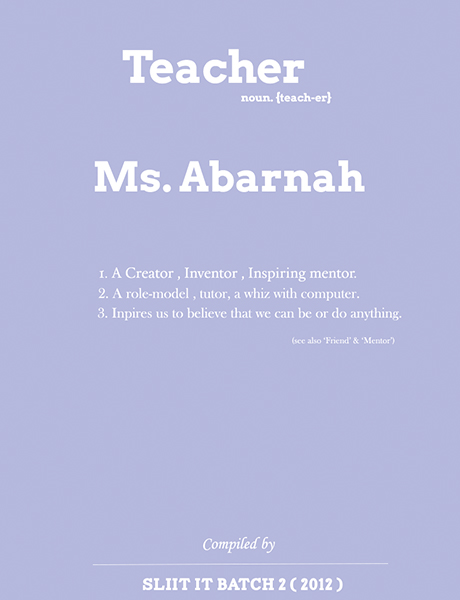 Teacher
noun. {teach-er}
Ms. Abarnah
1. A Creator , Inventor , Inspiring mentor.
2. A role-model , tutor, a whiz with computer.
3. Inpires us to believe that we can be or do anything.
(see also 'Friend' & 'Mentor')
Compiled by
SLIIT IT BATCH 2 ( 2012 )